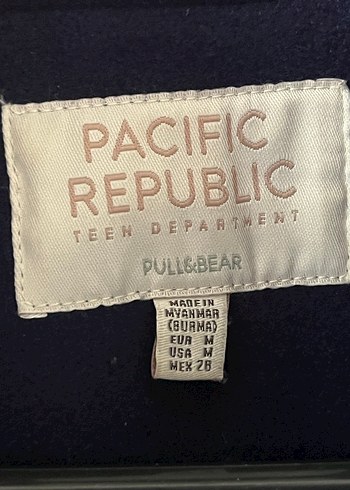 PACIFIC
REPUBLIC
TEEN DEPARTMENT
PULL&BEAR
MADE IN
MYANMAR
(BURMA)
EUR M
USA M
MEX 28